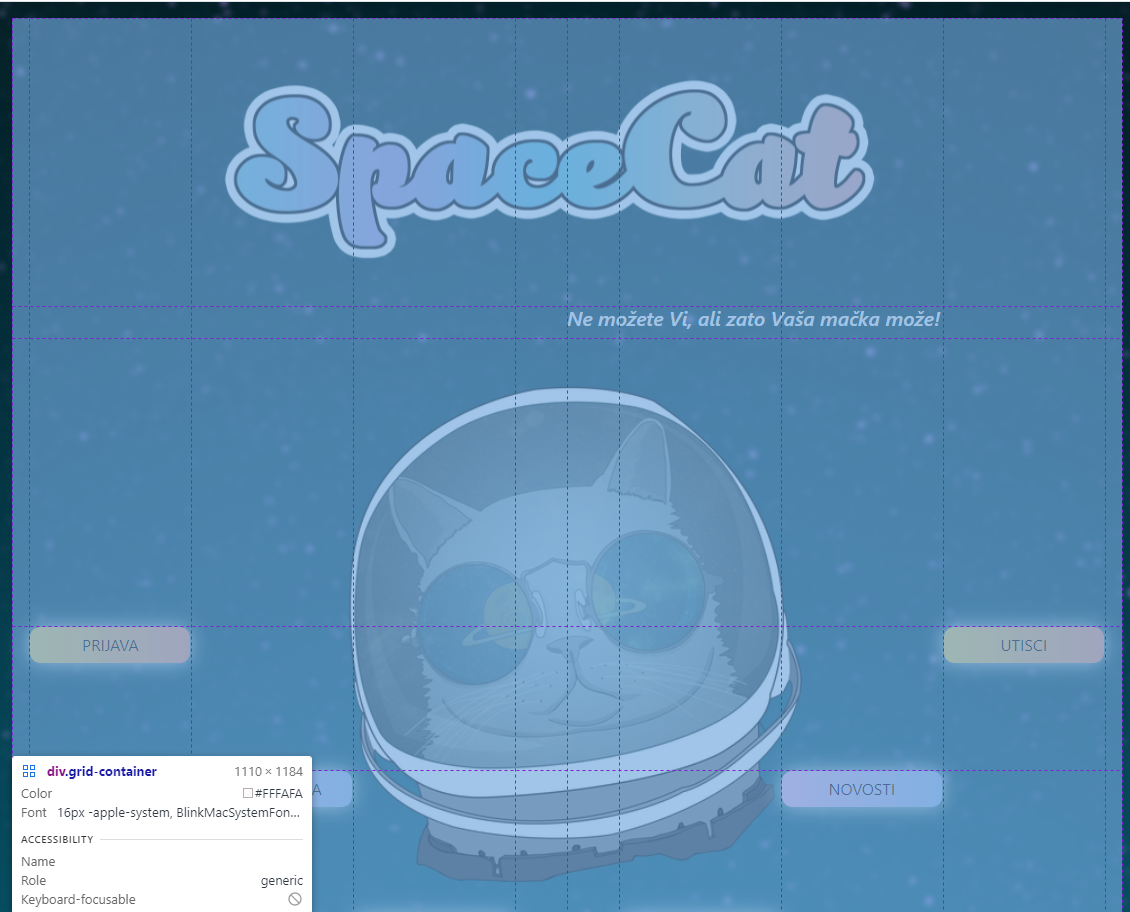 SpaceCat
Ne možete Vi, ali zato Vaša mačka može!
PRIJAVA
UTISCI
A
NOVOSTI
div.grid-container 1110 × 1184
Color #FFFAFA
Font 16px -apple-system, BlinkMacSystemFon...
ACCESSIBILITY
Name
Role generic
Keyboard-focusable